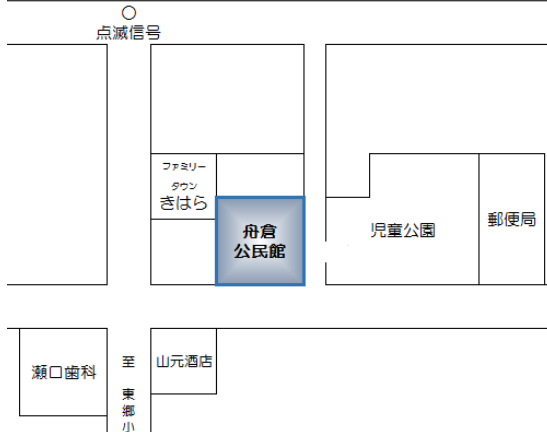 点滅信号
ファミリー
タウン
きはら
舟倉
公民館
児童公園
郵便局
瀬口歯科
至
東
郷
小
山元酒店